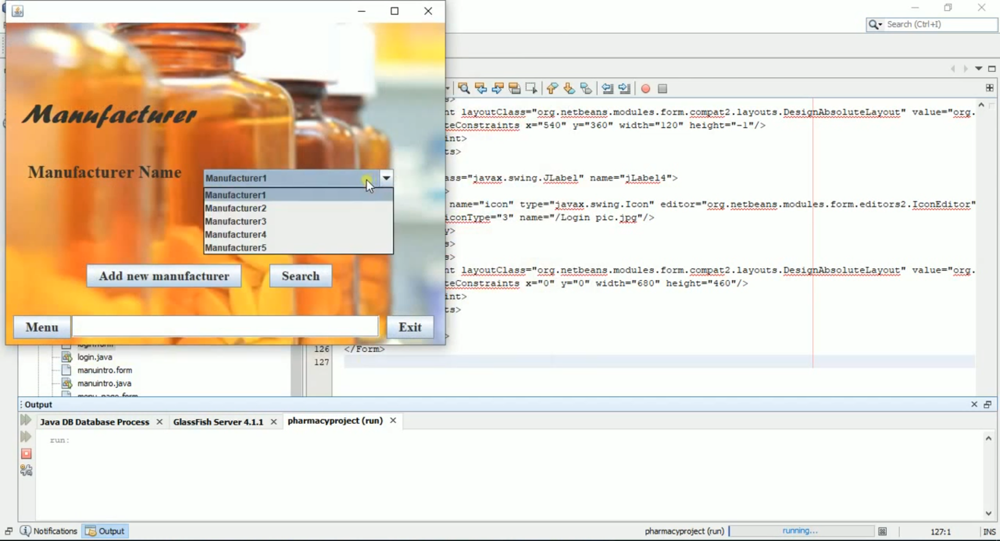 Search (Ctrl+I)
Manufacturer
Manufacturer Name
Manufacturer1
Manufacturer1
Manufacturer2
Manufacturer3
Manufacturer4
Manufacturer5
Add new manufacturer
Search
Menu
Exit
s>
nt layoutClass="org.netbeans.modules.form.compat2.layouts.DesignAbsoluteLayout" value="org.
teConstraints x="540" y="360" width="120" height="-1"/>
int>
ts>
ass="javax.swing.JLabel" name="jLabel4">
>
name="icon" type="javax.swing.Icon" editor="org.netbeans.modules.form.editors2.IconEditor"
iconType="3" name="/Login pic.jpg"/>
y>
s>
s>
nt layoutClass="org.netbeans.modules.form.compat2.layouts.DesignAbsoluteLayout" value="org.
teConstraints x="0" y="0" width="680" height="460"/>
int>
ts>
>
126 </Form>
127
login.form
login.java
manuintro.form
manuintro.java
menu_page.form
Output
Java DB Database Process
GlassFish Server 4.1.1
pharmacyproject (run)
run:
Notifications
Output
pharmacyproject (run)
running...
127:1
INS